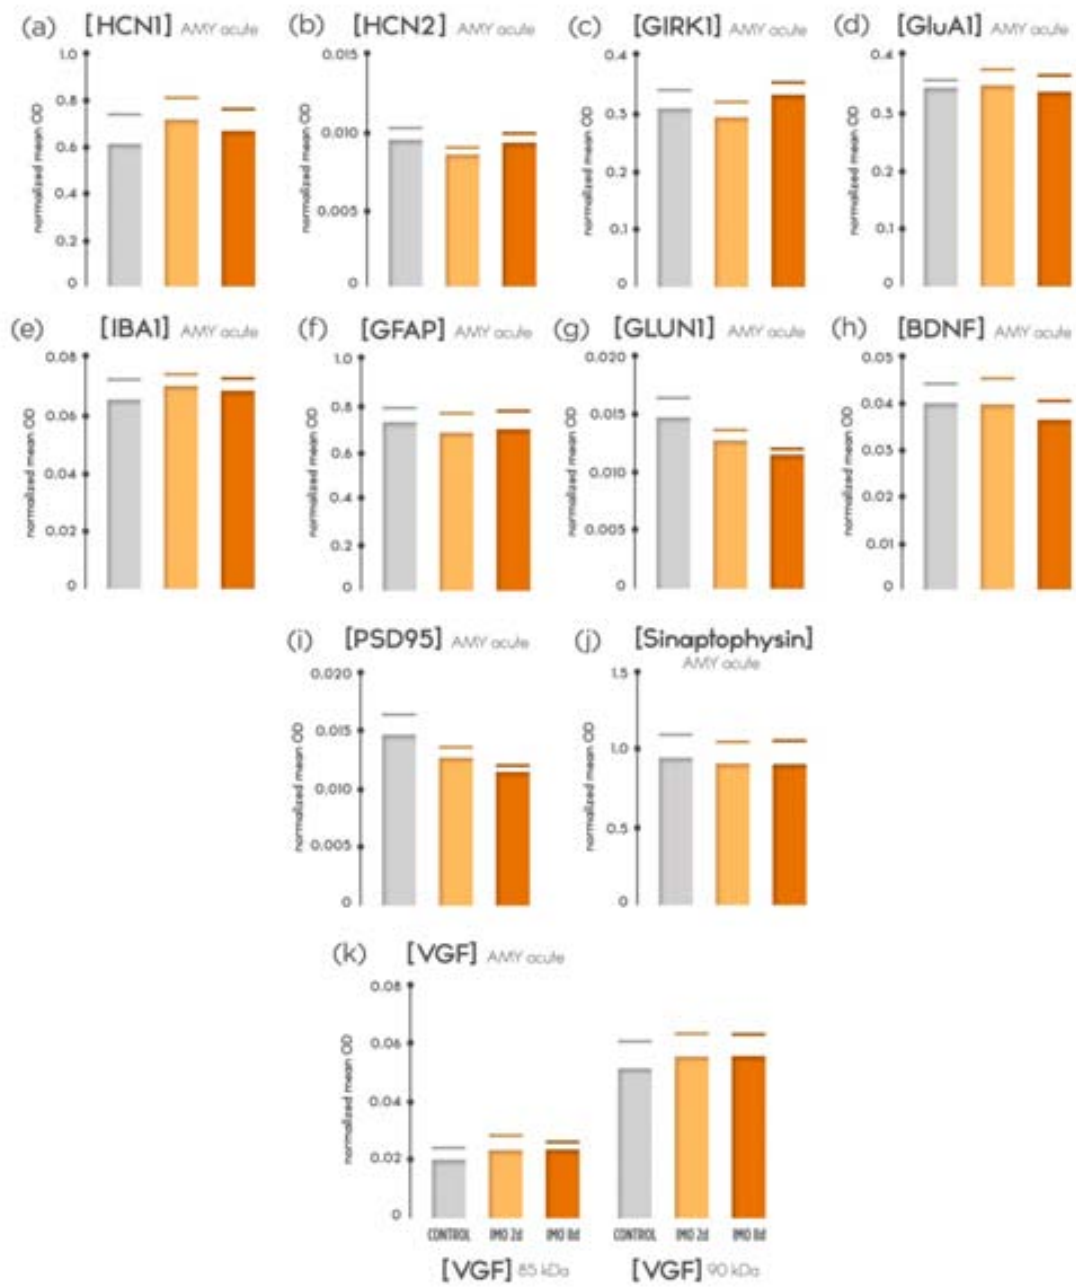 (a) [HCN1] AMY acute
normalized mean OD
1.0
0.8
0.6
0.4
0.2
0
(b) [HCN2] AMY acute
normalized mean OD
0.015
0.010
0.005
0
(c) [GIRK1] AMY acute
normalized mean OD
0.4
0.3
0.2
0.1
0
(d) [GluA1] AMY acute
normalized mean OD
0.4
0.3
0.2
0.1
0
(e) [IBA1] AMY acute
normalized mean OD
0.08
0.06
0.04
0.02
0
(f) [GFAP] AMY acute
normalized mean OD
1.0
0.8
0.6
0.4
0.2
0
(g) [GLUN1] AMY acute
normalized mean OD
0.020
0.015
0.010
0.005
0
(h) [BDNF] AMY acute
normalized mean OD
0.05
0.04
0.03
0.02
0.01
0
(i) [PSD95] AMY acute
normalized mean OD
0.020
0.015
0.010
0.005
0
(j) [Sinaptophysin]
AMY acute
normalized mean OD
1.5
1.0
0.5
0
(k) [VGF] AMY acute
normalized mean OD
0.08
0.06
0.04
0.02
0
CONTROL IMO 2d IMO 8d CONTROL IMO 2d IMO 8d
[VGF] 85 kDa [VGF] 90 kDa